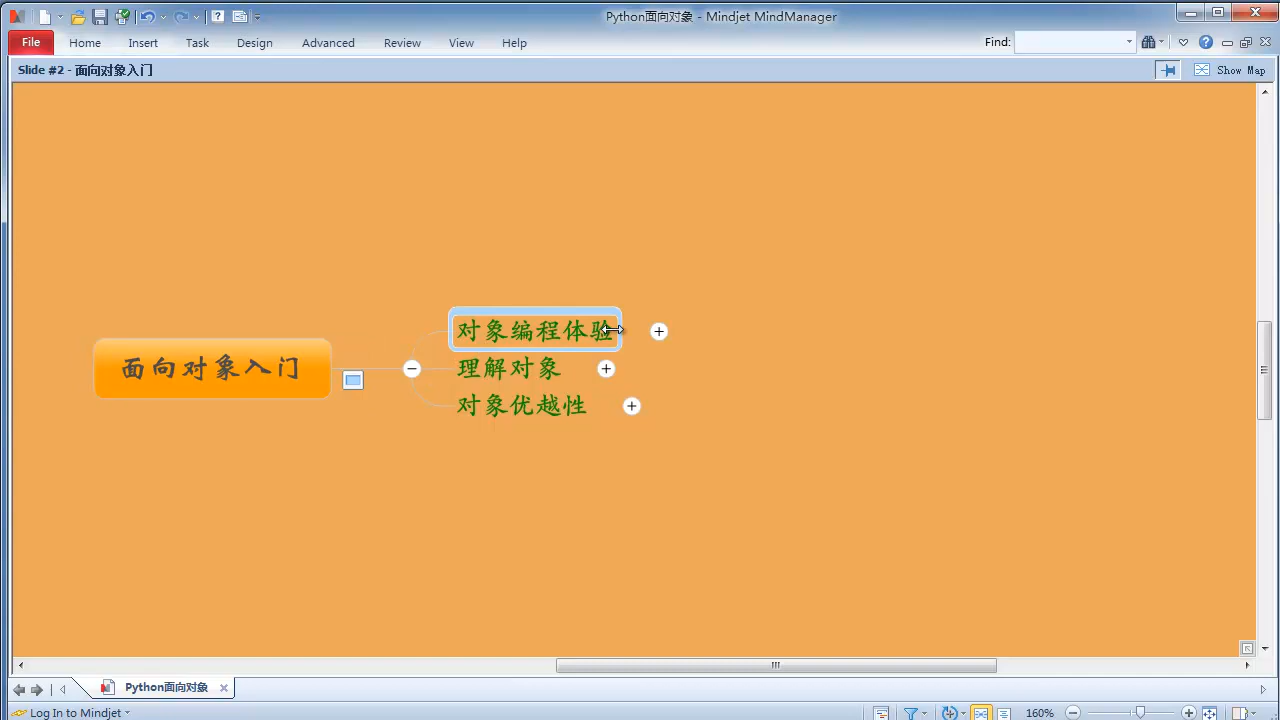 Python面向对象 - Mindjet MindManager
File Home Insert Task Design Advanced Review View Help Find:
Slide #2 - 面向对象入门 Show Map
对象编程体验
面向对象入门
理解对象
对象优越性
Python面向对象
Log In to Mindjet 160%